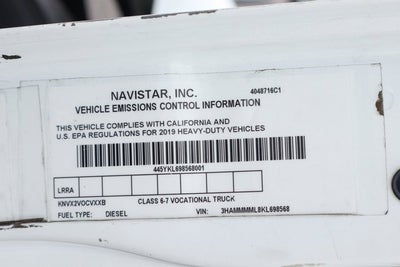 NAVISTAR, INC. 4048716C1
VEHICLE EMISSIONS CONTROL INFORMATION
THIS VEHICLE COMPLIES WITH CALIFORNIA AND
U.S. EPA REGULATIONS FOR 2019 HEAVY-DUTY VEHICLES
445YKL698568001
LRRA
KNVX2VOCVXXB CLASS 6-7 VOCATIONAL TRUCK
FUEL TYPE: DIESEL VIN: 3HAMMMML8KL698568